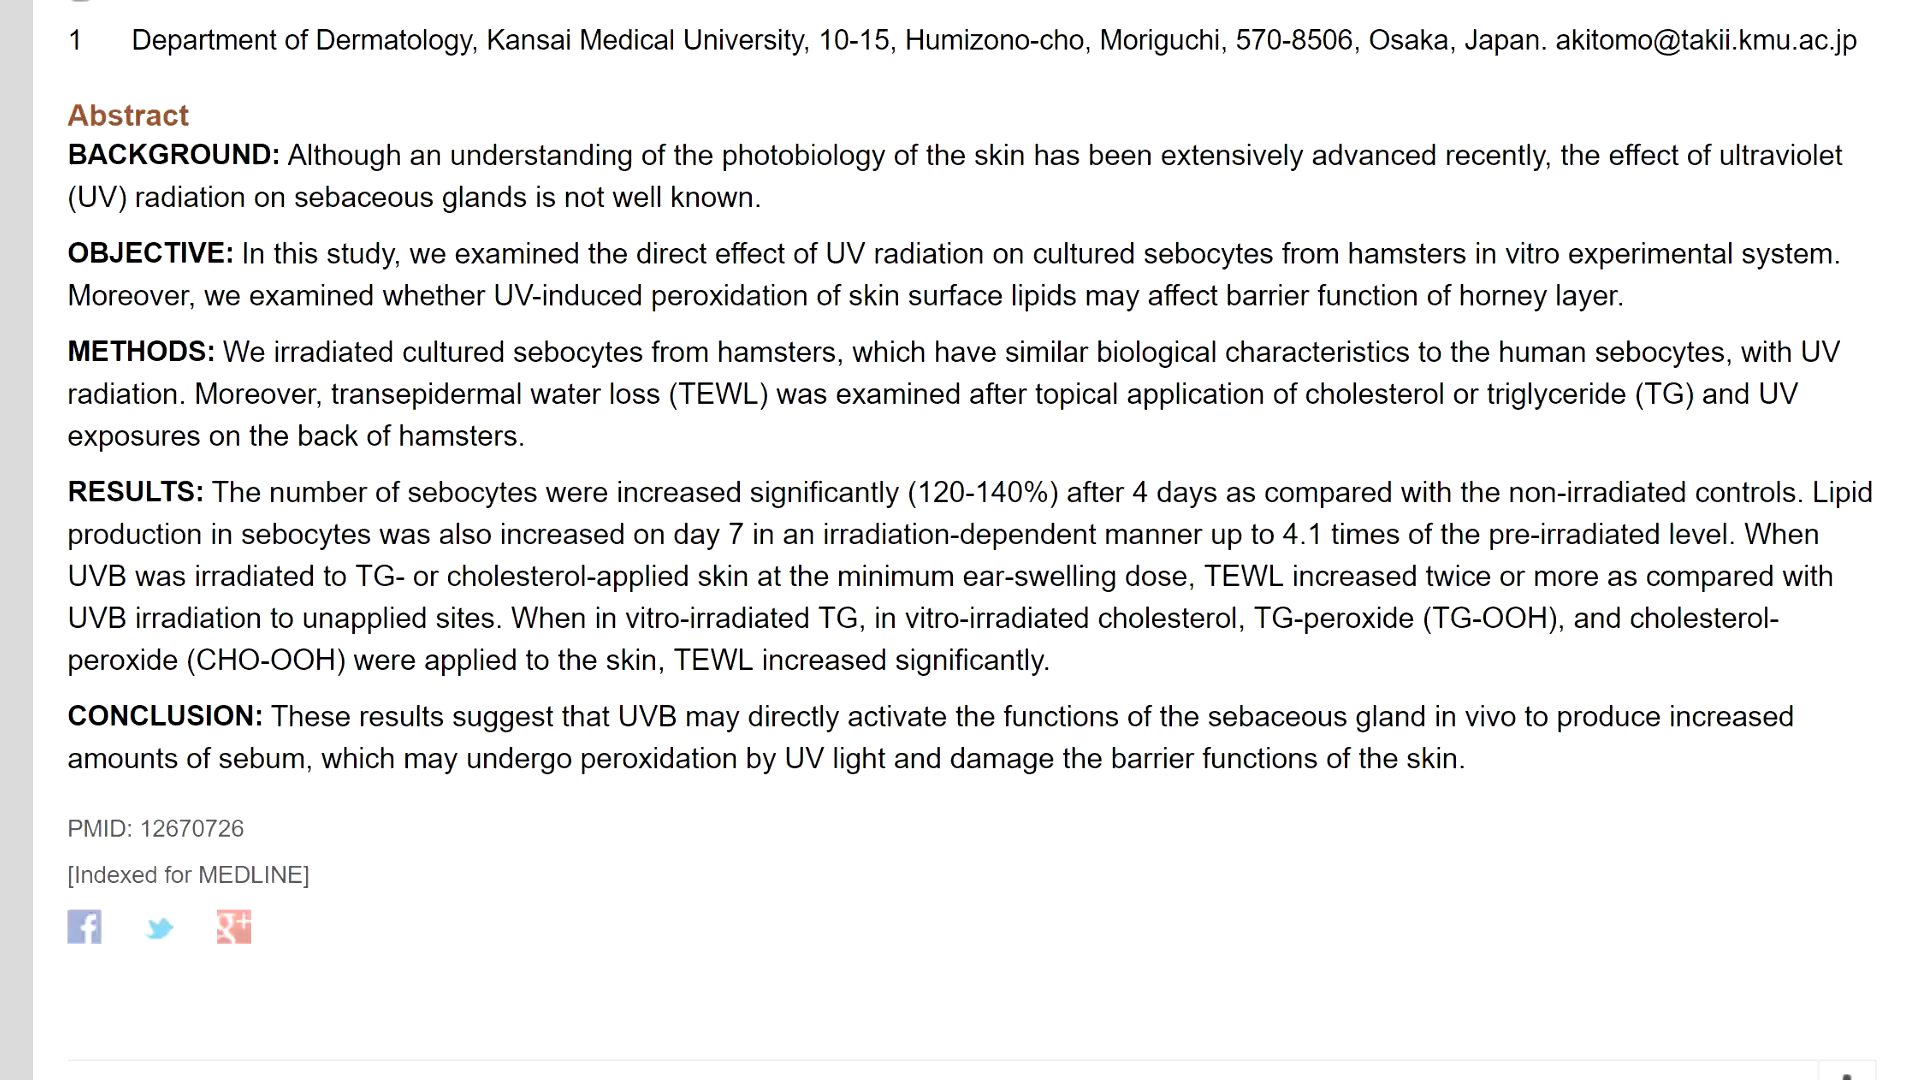 1 Department of Dermatology, Kansai Medical University, 10-15, Humizono-cho, Moriguchi, 570-8506, Osaka, Japan. akitomo@takii.kmu.ac.jp
Abstract
BACKGROUND: Although an understanding of the photobiology of the skin has been extensively advanced recently, the effect of ultraviolet
(UV) radiation on sebaceous glands is not well known.
OBJECTIVE: In this study, we examined the direct effect of UV radiation on cultured sebocytes from hamsters in vitro experimental system.
Moreover, we examined whether UV-induced peroxidation of skin surface lipids may affect barrier function of horney layer.
METHODS: We irradiated cultured sebocytes from hamsters, which have similar biological characteristics to the human sebocytes, with UV
radiation. Moreover, transepidermal water loss (TEWL) was examined after topical application of cholesterol or triglyceride (TG) and UV
exposures on the back of hamsters.
RESULTS: The number of sebocytes were increased significantly (120-140%) after 4 days as compared with the non-irradiated controls. Lipid
production in sebocytes was also increased on day 7 in an irradiation-dependent manner up to 4.1 times of the pre-irradiated level. When
UVB was irradiated to TG- or cholesterol-applied skin at the minimum ear-swelling dose, TEWL increased twice or more as compared with
UVB irradiation to unapplied sites. When in vitro-irradiated TG, in vitro-irradiated cholesterol, TG-peroxide (TG-OOH), and cholesterol-
peroxide (CHO-OOH) were applied to the skin, TEWL increased significantly.
CONCLUSION: These results suggest that UVB may directly activate the functions of the sebaceous gland in vivo to produce increased
amounts of sebum, which may undergo peroxidation by UV light and damage the barrier functions of the skin.
PMID: 12670726
[Indexed for MEDLINE]
f g+